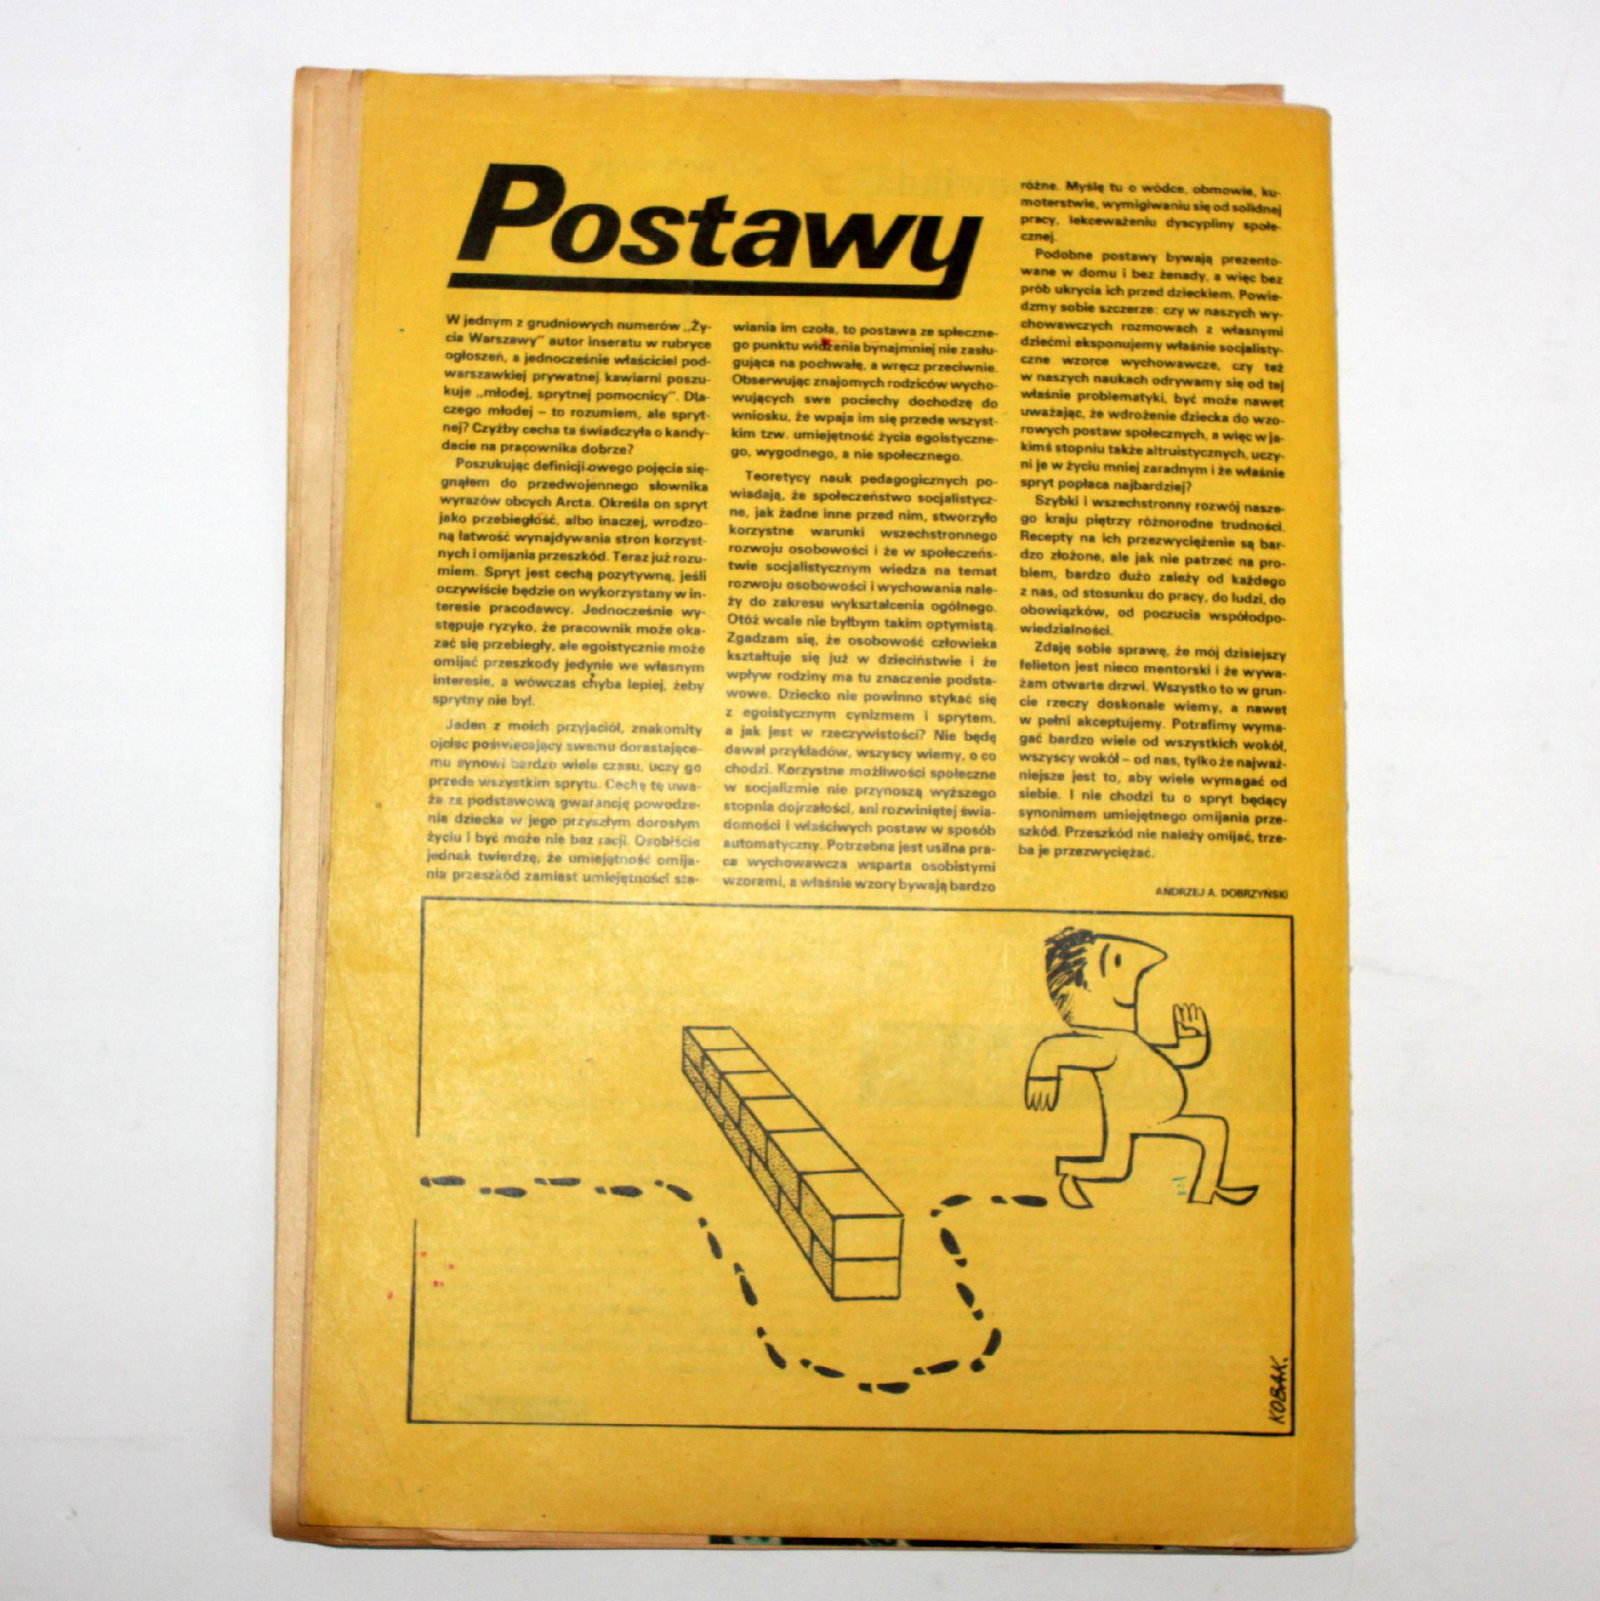 Postawy
W jednym z grudniowych numerów „Ży-
cia Warszawy" autor inseratu w rubryce
ogłoszeń, a jednocześnie właściciel pod-
warszawkiej prywatnej kawiarni poszu-
kuje „młodej, sprytnej pomocnicy". Dla-
czego młodej – to rozumiem, ale spryt-
nej? Czyżby cecha ta świadczyła o kandy-
dacie na pracownika dobrze?
Poszukując definicji owego pojęcia się-
gnąłem do przedwojennego słownika
wyrazów obcych Arcta. Określa on spryt
jako przebiegłość, albo inaczej, wrodzo-
ną łatwość wynajdywania stron korzyst-
nych i omijania przeszkód. Teraz już rozu-
miem. Spryt jest cechą pozytywną, jeśli
oczywiście będzie on wykorzystany w in-
teresie pracodawcy. Jednocześnie wy-
stępuje ryzyko, że pracownik może oka-
zać się przebiegły, ale egoistycznie może
omijać przeszkody jedynie we własnym
interesie, a wówczas chyba lepiej, żeby
sprytny nie był.
Jeden z moich przyjaciół, znakomity
ojciec poświęcający swemu dorastające-
mu synowi bardzo wiele czasu, uczy go
przede wszystkim sprytu. Cechę tę uwa-
ża za podstawową gwarancję powodze-
nia dziecka w jego przyszłym dorosłym
życiu i być może nie bez racji. Osobiście
jednak twierdzę, że umiejętność omija-
nia przeszkód zamiast umiejętności sta-
wiania im czoła, to postawa ze społeczne-
go punktu widzenia bynajmniej nie zasłu-
gująca na pochwałę, a wręcz przeciwnie.
Obserwując znajomych rodziców wycho-
wujących swe pociechy dochodzę do
wniosku, że wpaja im się przede wszyst-
kim tzw. umiejętność życia egoistyczne-
go, wygodnego, a nie społecznego.
Teoretycy nauk pedagogicznych po-
wiadają, że społeczeństwo socjalistycz-
ne, jak żadne inne przed nim, stworzyło
korzystne warunki wszechstronnego
rozwoju osobowości i że w społeczeńs-
twie socjalistycznym wiedza na temat
rozwoju osobowości i wychowania nale-
ży do zakresu wykształcenia ogólnego.
Otóż wcale nie byłbym takim optymistą.
Zgadzam się, że osobowość człowieka
kształtuje się już w dzieciństwie i że
wpływ rodziny ma tu znaczenie podsta-
wowe. Dziecko nie powinno stykać się
z egoistycznym cynizmem i sprytem,
a jak jest w rzeczywistości? Nie będę
dawał przykładów, wszyscy wiemy, o co
chodzi. Korzystne możliwości społeczne
w socjalizmie nie przynoszą wyższego
stopnia dojrzałości, ani rozwiniętej świa-
domości i właściwych postaw w sposób
automatyczny. Potrzebna jest usilna pra-
ca wychowawcza wsparta osobistymi
wzorami, a właśnie wzory bywają bardzo
różne. Myślę tu o wódce, obmowie, ku-
moterstwie, wymigiwaniu się od solidnej
pracy, lekceważeniu dyscypliny społe-
cznej.
Podobne postawy bywają prezento-
wane w domu i bez żenady, a więc bez
prób ukrycia ich przed dzieckiem. Powie-
dzmy sobie szczerze: czy w naszych wy-
chowawczych rozmowach z własnymi
dziećmi eksponujemy właśnie socjalisty-
czne wzorce wychowawcze, czy też
w naszych naukach odrywamy się od tej
właśnie problematyki, być może nawet
uważając, że wdrożenie dziecka do wzo-
rowych postaw społecznych, a więc w ja-
kimś stopniu także altruistycznych, uczy-
ni je w życiu mniej zaradnym i że właśnie
spryt popłaca najbardziej?
Szybki i wszechstronny rozwój nasze-
go kraju piętrzy różnorodne trudności.
Recepty na ich przezwyciężenie są bar-
dzo złożone, ale jak nie patrzeć na pro-
blem, bardzo dużo zależy od każdego
z nas, od stosunku do pracy, do ludzi, do
obowiązków, od poczucia współodpo-
wiedzialności.
Zdaję sobie sprawę, że mój dzisiejszy
felieton jest nieco mentorski i że wywa-
żam otwarte drzwi. Wszystko to w grun-
cie rzeczy doskonale wiemy, a nawet
w pełni akceptujemy. Potrafimy wyma-
gać bardzo wiele od wszystkich wokół,
wszyscy wokół – od nas, tylko że najważ-
niejsze jest to, aby wiele wymagać od
siebie. I nie chodzi tu o spryt będący
synonimem umiejętnego omijania prze-
szkód. Przeszkód nie należy omijać, trze-
ba je przezwyciężać.
ANDRZEJ A. DOBRZYŃSKI
KOBAK.